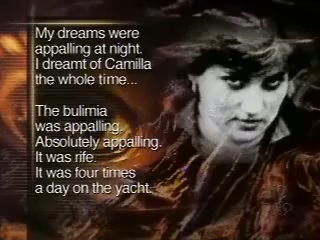 My dreams were
appalling at night.
I dreamt of Camilla
the whole time...
The bulimia
was appalling.
Absolutely appalling.
It was rife.
It was four times
a day on the yacht.